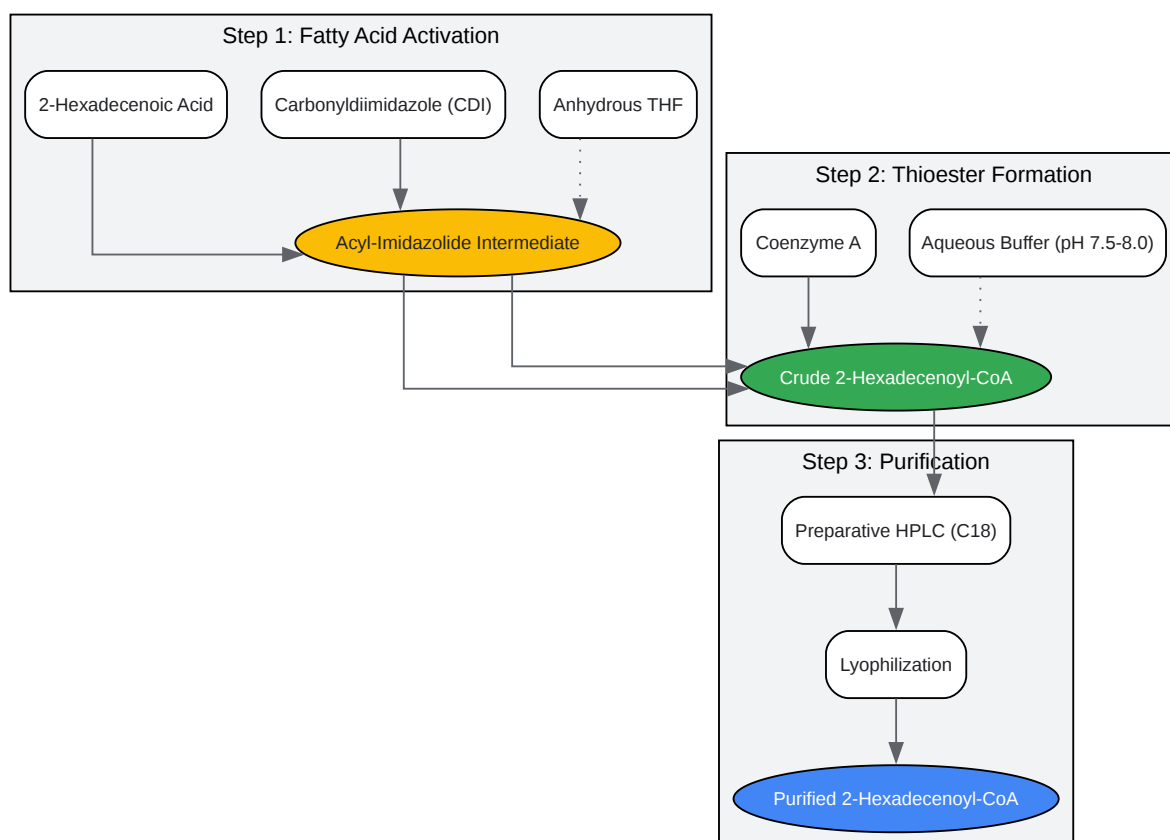 Step 1: Fatty Acid Activation
2-Hexadecenoic Acid
Carbonyldiimidazole (CDI)
Anhydrous THF
Acyl-Imidazolide Intermediate
Step 2: Thioester Formation
Coenzyme A
Aqueous Buffer (pH 7.5-8.0)
Crude 2-Hexadecenoyl-CoA
Step 3: Purification
Preparative HPLC (C18)
Lyophilization
Purified 2-Hexadecenoyl-CoA